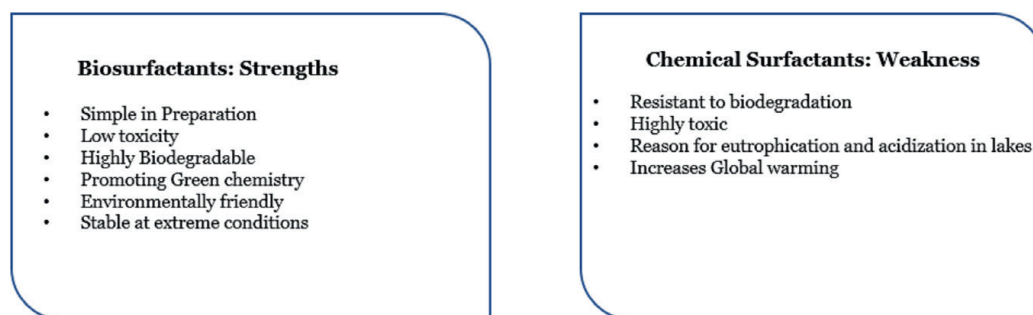 Biosurfactants: Strengths
• Simple in Preparation
• Low toxicity
• Highly Biodegradable
• Promoting Green chemistry
• Environmentally friendly
• Stable at extreme conditions
Chemical Surfactants: Weakness
• Resistant to biodegradation
• Highly toxic
• Reason for eutrophication and acidization in lakes
• Increases Global warming